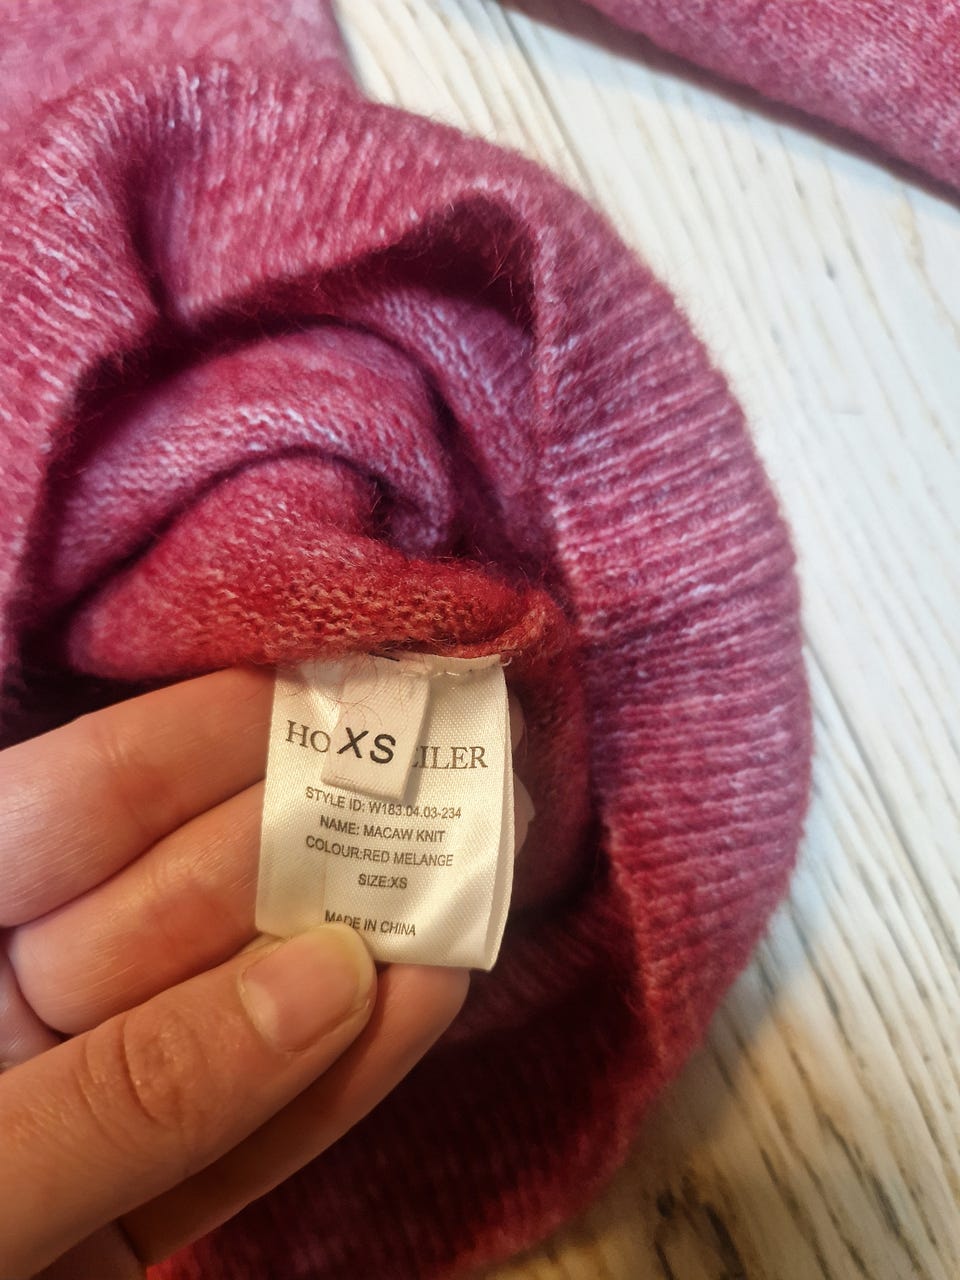 XS
HO EILER
STYLE ID: W183.04.03-234
NAME: MACAW KNIT
COLOUR:RED MELANGE
SIZE:XS
MADE IN CHINA